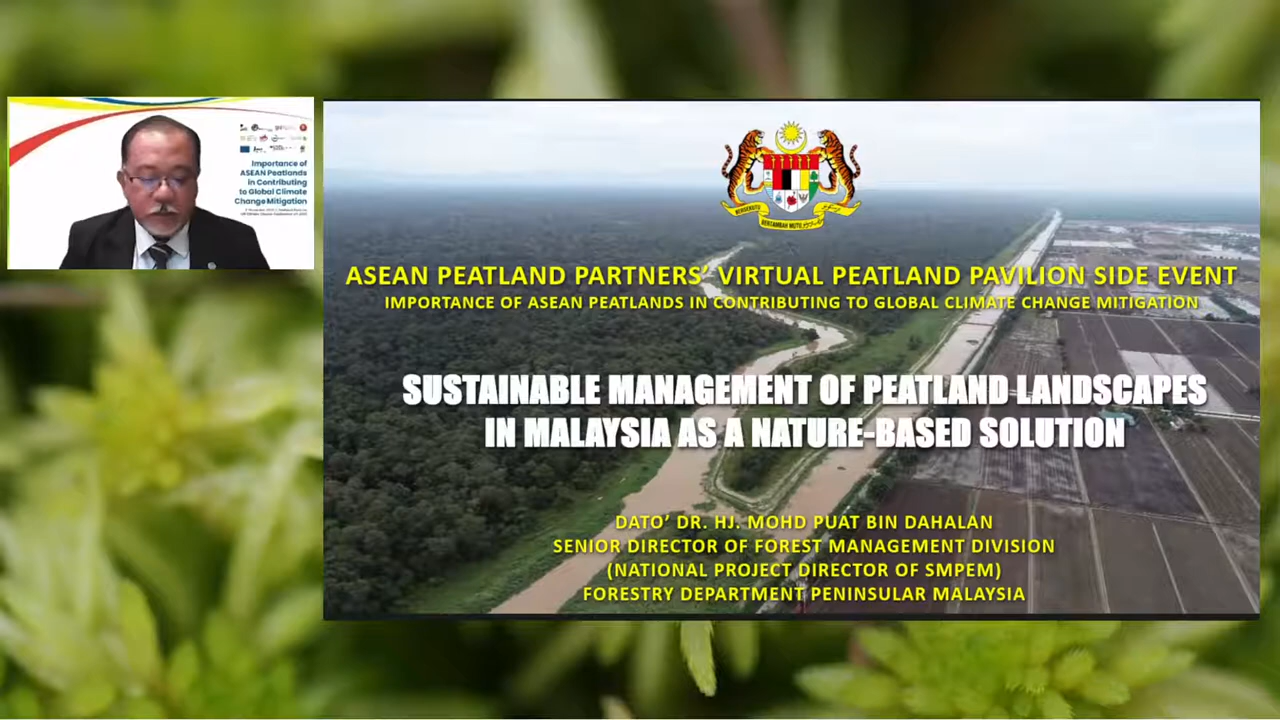 Importance of
ASEAN Peatlands
in Contributing
to Global Climate
Change Mitigation
BERSEKUTU
BERTAMBAH MUTU
ASEAN PEATLAND PARTNERS' VIRTUAL PEATLAND PAVILION SIDE EVENT
IMPORTANCE OF ASEAN PEATLANDS IN CONTRIBUTING TO GLOBAL CLIMATE CHANGE MITIGATION
SUSTAINABLE MANAGEMENT OF PEATLAND LANDSCAPES
IN MALAYSIA AS A NATURE-BASED SOLUTION
DATO' DR. HJ. MOHD PUAT BIN DAHALAN
SENIOR DIRECTOR OF FOREST MANAGEMENT DIVISION
(NATIONAL PROJECT DIRECTOR OF SMPEM)
FORESTRY DEPARTMENT PENINSULAR MALAYSIA